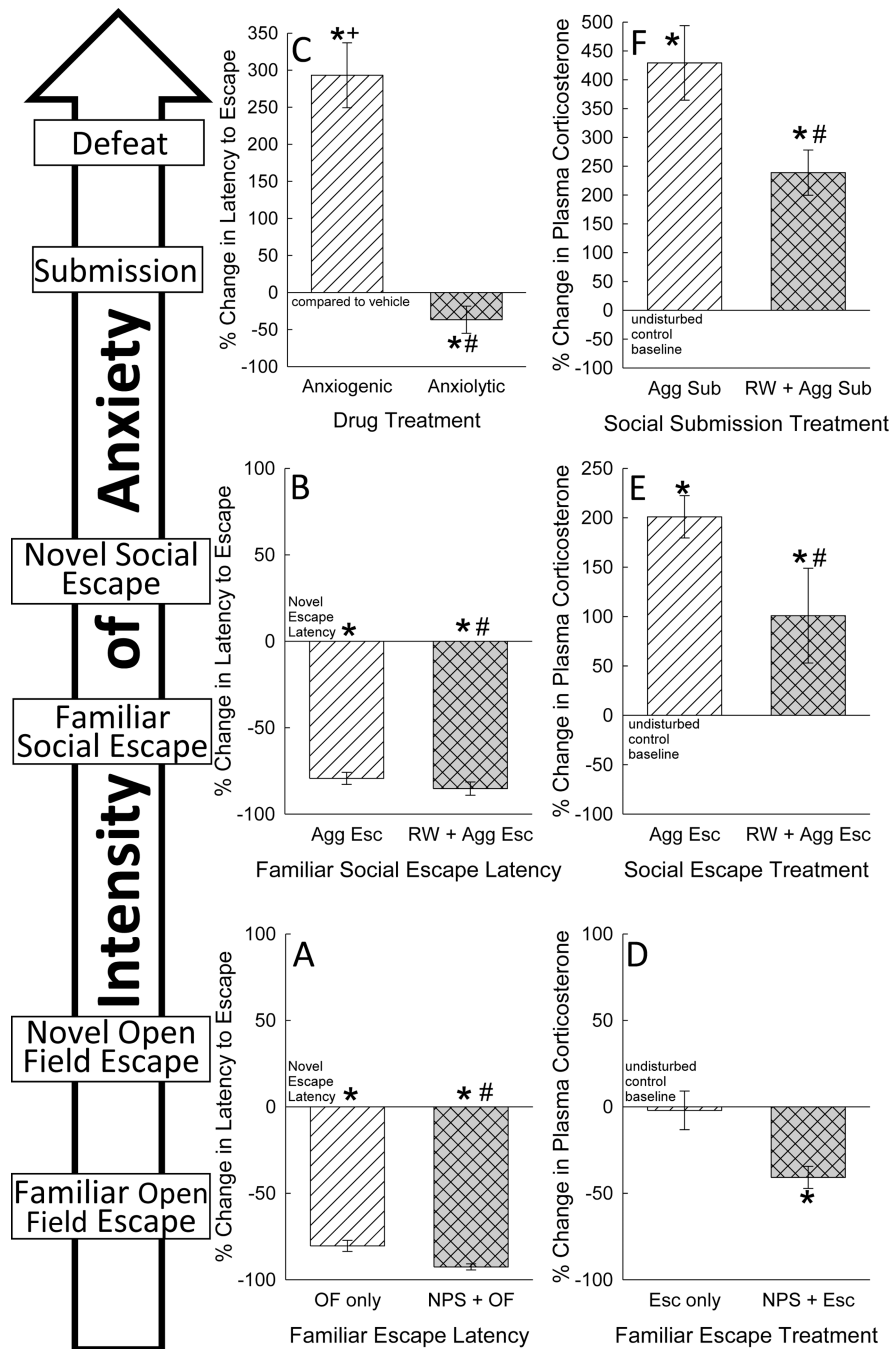 Defeat
Submission
Novel Social
Escape
Familiar
Social Escape
Novel Open
Field Escape
Familiar Open
Field Escape
Intensity of Anxiety
C
% Change in Latency to Escape
350
300
250
200
150
100
50
0
-50
-100
*+
compared to vehicle
*#
Anxiogenic
Anxiolytic
Drug Treatment
F
% Change in Plasma Corticosterone
500
450
400
350
300
250
200
150
100
50
0
-50
-100
*
*#
undisturbed
control
baseline
Agg Sub
RW + Agg Sub
Social Submission Treatment
B
% Change in Latency to Escape
100
50
0
-50
-100
Novel
Escape
Latency
*
*#
Agg Esc
RW + Agg Esc
Familiar Social Escape Latency
E
% Change in Plasma Corticosterone
250
200
150
100
50
0
-50
-100
*
*#
undisturbed
control
baseline
Agg Esc
RW + Agg Esc
Social Escape Treatment
A
% Change in Latency to Escape
100
50
0
-50
-100
Novel
Escape
Latency
*
* #
OF only
NPS + OF
Familiar Escape Latency
D
% Change in Plasma Corticosterone
100
50
0
-50
-100
undisturbed
control
baseline
*
Esc only
NPS + Esc
Familiar Escape Treatment